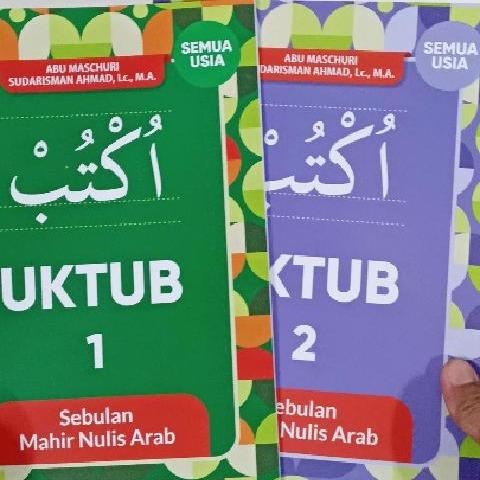 ABU MASCHURI
SUDARISMAN AHMAD, Lc., M.A.
SEMUA
USIA
اُكْتُبْ
UKTUB
1
Sebulan
Mahir Nulis Arab
ABU MASCHURI
DARISMAN AHMAD, Lc., M.A.
SEMUA
USIA
اُكْتُبْ
KTUB
2
ebulan
Nulis Arab